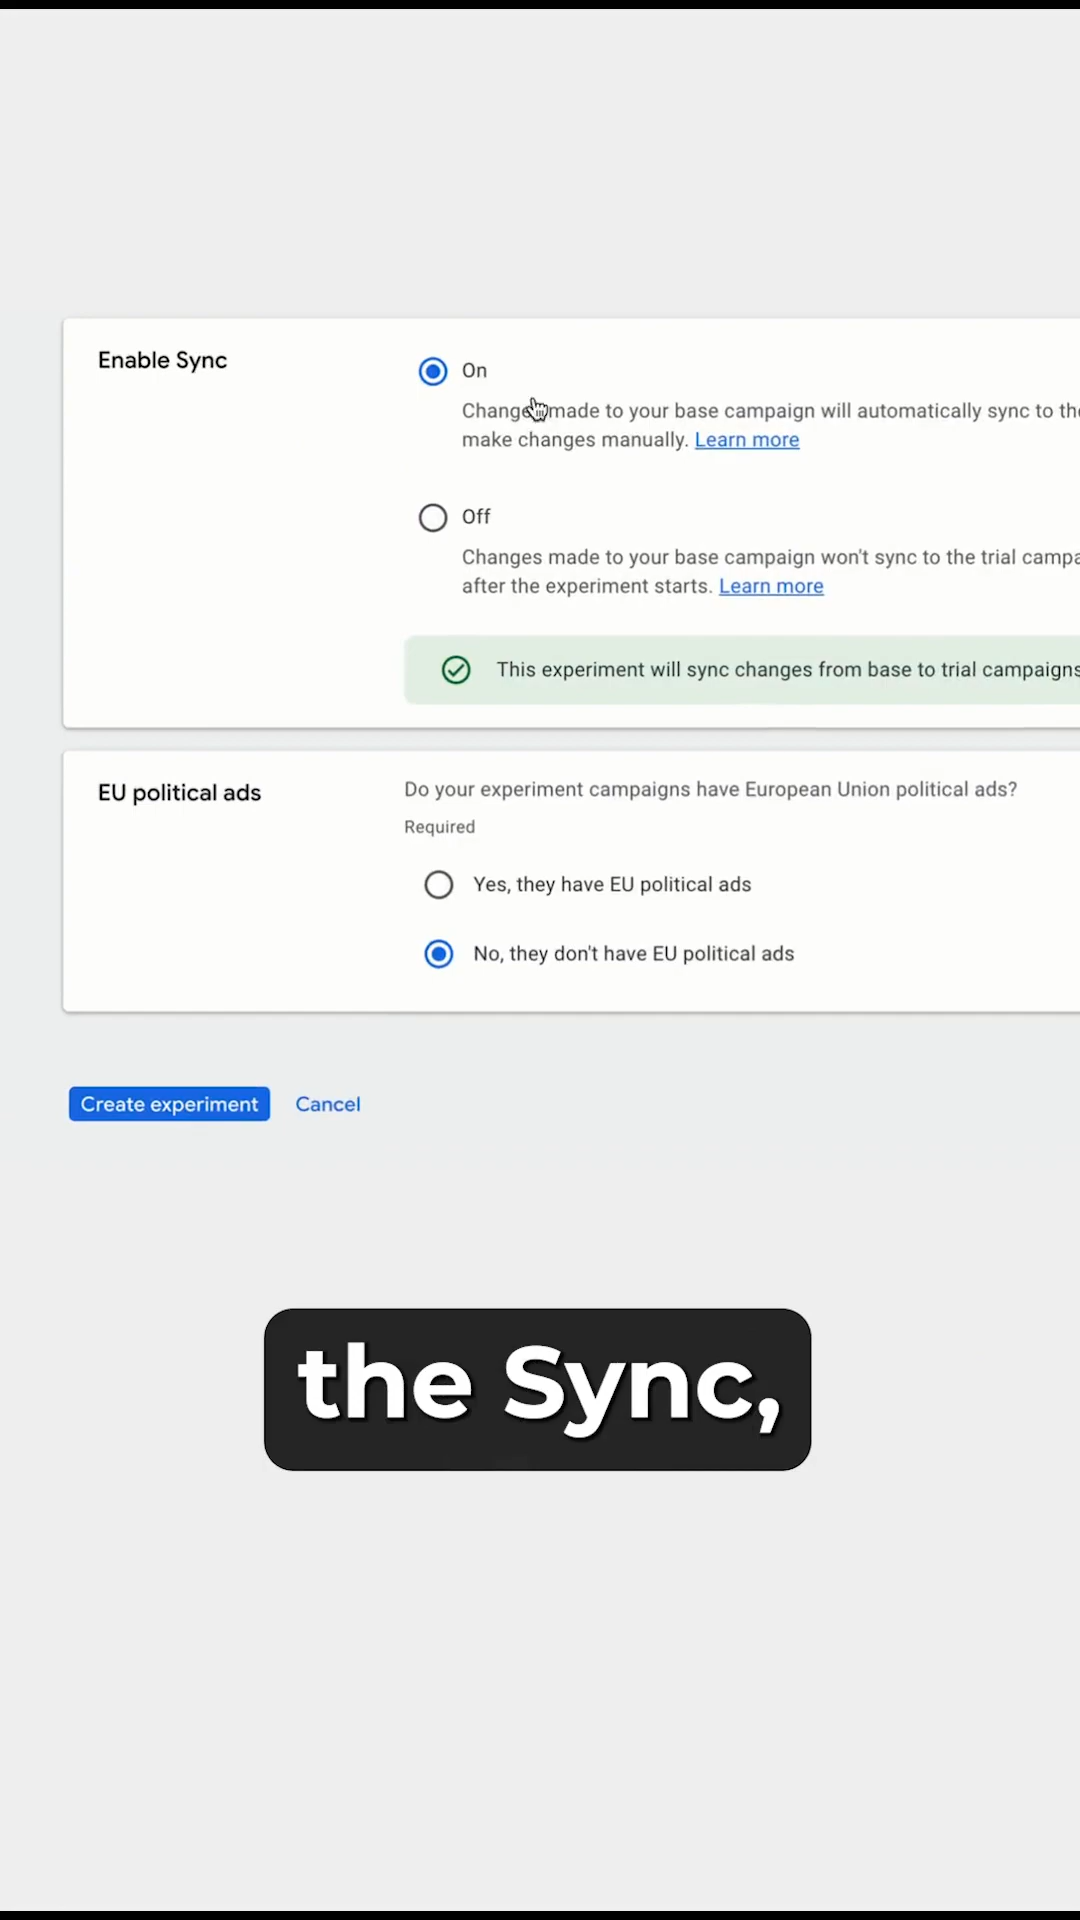 Enable Sync
On
Changes made to your base campaign will automatically sync to the
make changes manually. Learn more
Off
Changes made to your base campaign won't sync to the trial campa
after the experiment starts. Learn more
This experiment will sync changes from base to trial campaigns
EU political ads
Do your experiment campaigns have European Union political ads?
Required
Yes, they have EU political ads
No, they don't have EU political ads
Create experiment
Cancel
the Sync,